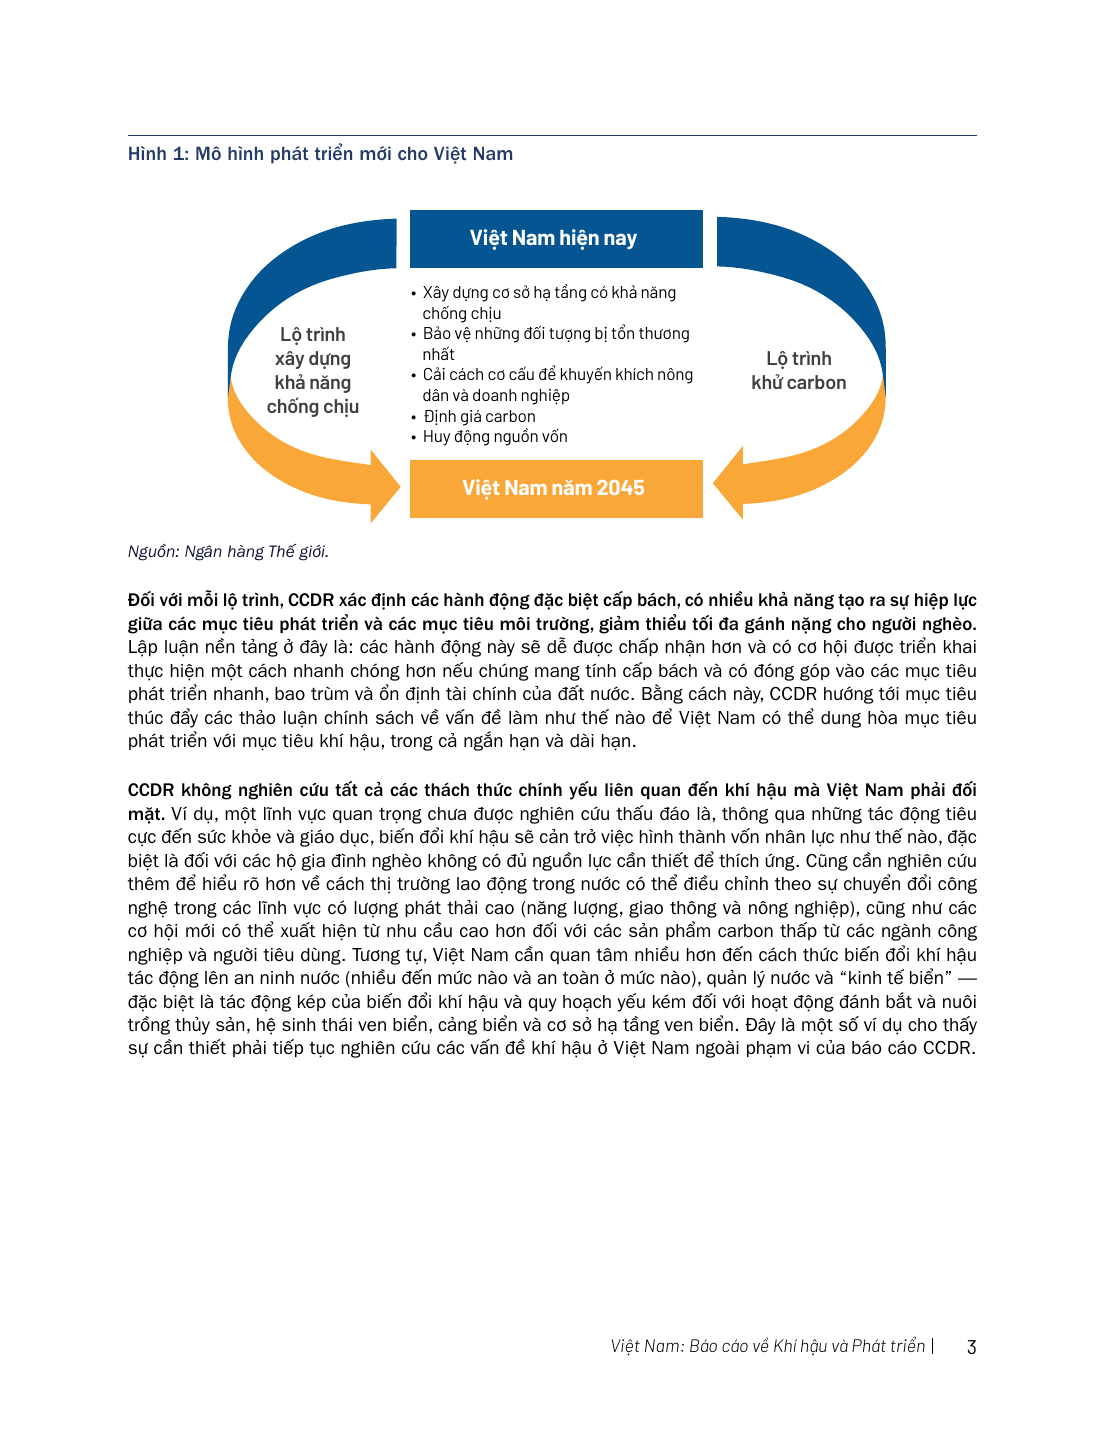 Hình 1: Mô hình phát triển mới cho Việt Nam
Việt Nam hiện nay
Lộ trình
xây dựng
khả năng
chống chịu
• Xây dựng cơ sở hạ tầng có khả năng
chống chịu
• Bảo vệ những đối tượng bị tổn thương
nhất
• Cải cách cơ cấu để khuyến khích nông
dân và doanh nghiệp
• Định giá carbon
• Huy động nguồn vốn
Lộ trình
khử carbon
Việt Nam năm 2045
Nguồn: Ngân hàng Thế giới.
Đối với mỗi lộ trình, CCDR xác định các hành động đặc biệt cấp bách, có nhiều khả năng tạo ra sự hiệp lực
giữa các mục tiêu phát triển và các mục tiêu môi trường, giảm thiểu tối đa gánh nặng cho người nghèo.
Lập luận nền tảng ở đây là: các hành động này sẽ dễ được chấp nhận hơn và có cơ hội được triển khai
thực hiện một cách nhanh chóng hơn nếu chúng mang tính cấp bách và có đóng góp vào các mục tiêu
phát triển nhanh, bao trùm và ổn định tài chính của đất nước. Bằng cách này, CCDR hướng tới mục tiêu
thúc đẩy các thảo luận chính sách về vấn đề làm như thế nào để Việt Nam có thể dung hòa mục tiêu
phát triển với mục tiêu khí hậu, trong cả ngắn hạn và dài hạn.
CCDR không nghiên cứu tất cả các thách thức chính yếu liên quan đến khí hậu mà Việt Nam phải đối
mặt. Ví dụ, một lĩnh vực quan trọng chưa được nghiên cứu thấu đáo là, thông qua những tác động tiêu
cực đến sức khỏe và giáo dục, biến đổi khí hậu sẽ cản trở việc hình thành vốn nhân lực như thế nào, đặc
biệt là đối với các hộ gia đình nghèo không có đủ nguồn lực cần thiết để thích ứng. Cũng cần nghiên cứu
thêm để hiểu rõ hơn về cách thị trường lao động trong nước có thể điều chỉnh theo sự chuyển đổi công
nghệ trong các lĩnh vực có lượng phát thải cao (năng lượng, giao thông và nông nghiệp), cũng như các
cơ hội mới có thể xuất hiện từ nhu cầu cao hơn đối với các sản phẩm carbon thấp từ các ngành công
nghiệp và người tiêu dùng. Tương tự, Việt Nam cần quan tâm nhiều hơn đến cách thức biến đổi khí hậu
tác động lên an ninh nước (nhiều đến mức nào và an toàn ở mức nào), quản lý nước và “kinh tế biển” —
đặc biệt là tác động kép của biến đổi khí hậu và quy hoạch yếu kém đối với hoạt động đánh bắt và nuôi
trồng thủy sản, hệ sinh thái ven biển, cảng biển và cơ sở hạ tầng ven biển. Đây là một số ví dụ cho thấy
sự cần thiết phải tiếp tục nghiên cứu các vấn đề khí hậu ở Việt Nam ngoài phạm vi của báo cáo CCDR.
Việt Nam: Báo cáo về Khí hậu và Phát triển | 3